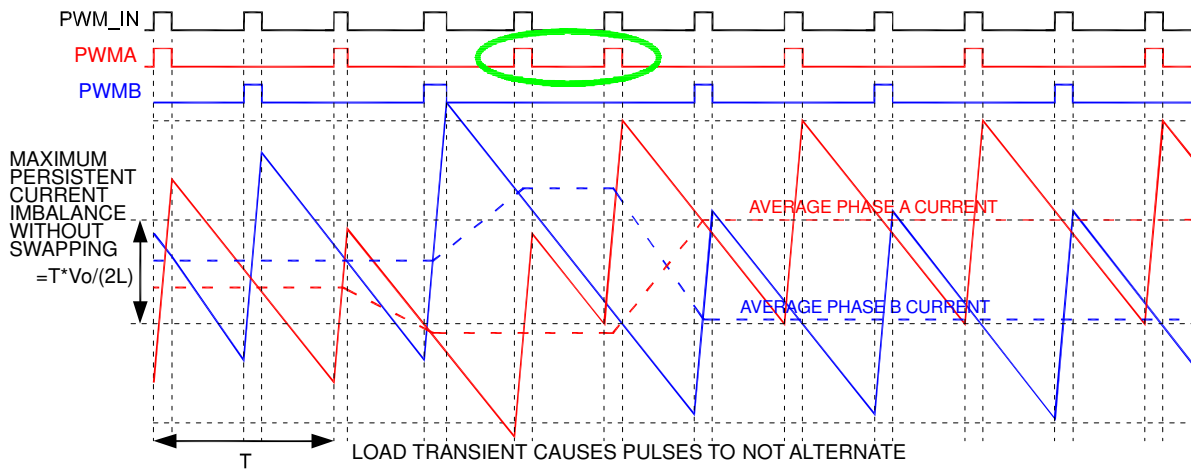 PWM_IN
PWMA
PWMB
MAXIMUM
PERSISTENT
CURRENT
IMBALANCE
WITHOUT
SWAPPING
=T*Vo/(2L)
AVERAGE PHASE A CURRENT
AVERAGE PHASE B CURRENT
T
LOAD TRANSIENT CAUSES PULSES TO NOT ALTERNATE